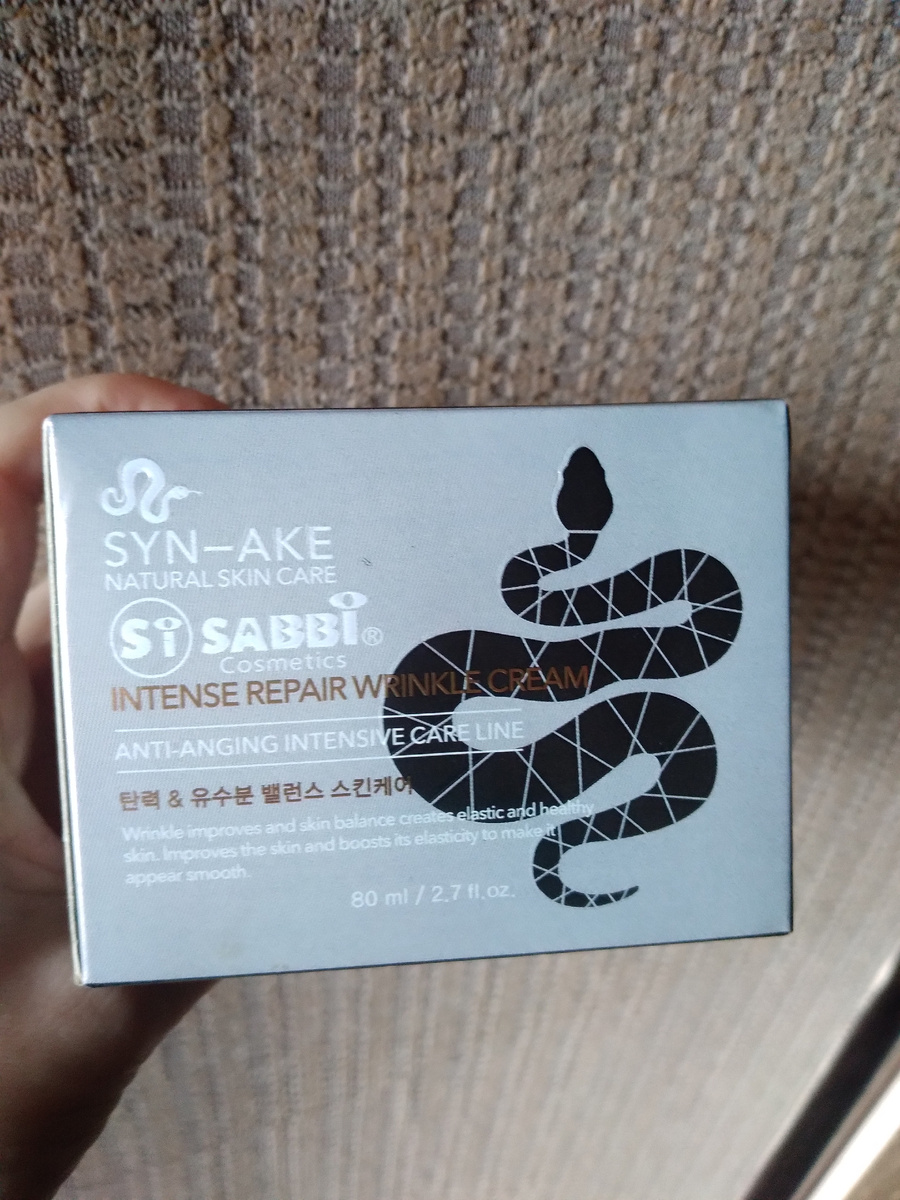 SYN-AKE
NATURAL SKIN CARE
Si SABBi®
Cosmetics
INTENSE REPAIR WRINKLE CREAM
ANTI-ANGING INTENSIVE CARE LINE
탄력 & 유수분 밸런스 스킨케어
Wrinkle improves and skin balance creates elastic and healthy
skin. Improves the skin and boosts its elasticity to make it
appear smooth.
80 ml / 2.7 fl.oz.